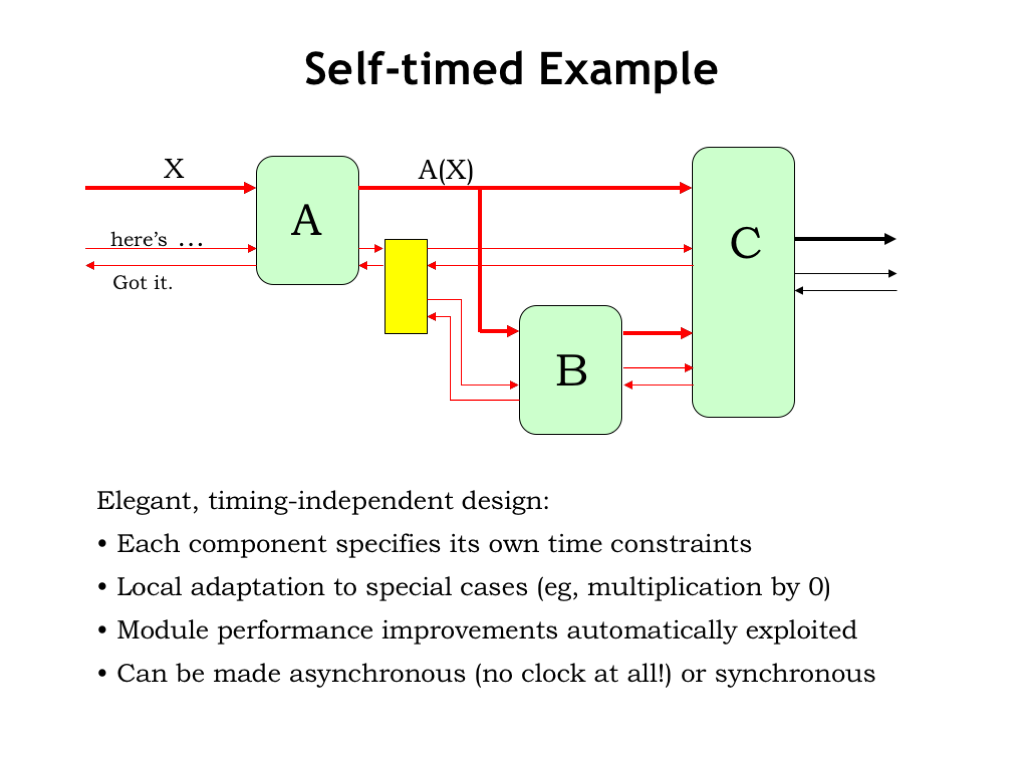 Self-timed Example
X
A(X)
A
here's ...
Got it.
C
B
Elegant, timing-independent design:
• Each component specifies its own time constraints
• Local adaptation to special cases (eg, multiplication by 0)
• Module performance improvements automatically exploited
• Can be made asynchronous (no clock at all!) or synchronous